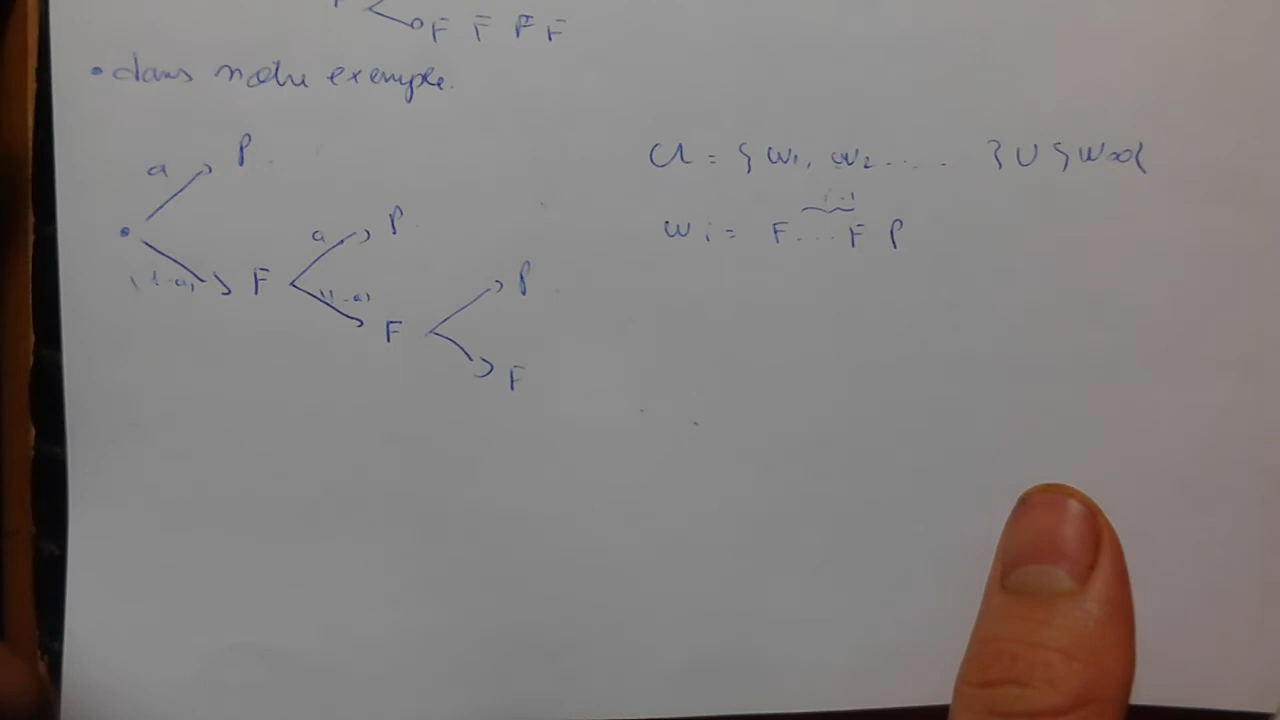 F F F F
• dans notre exemple.
a P
(1-a) F
a P
(1-a) F
P
F
Ω = { ω1, ω2 .... } ∪ { ω∞ }
i-1
ωi = F...F P